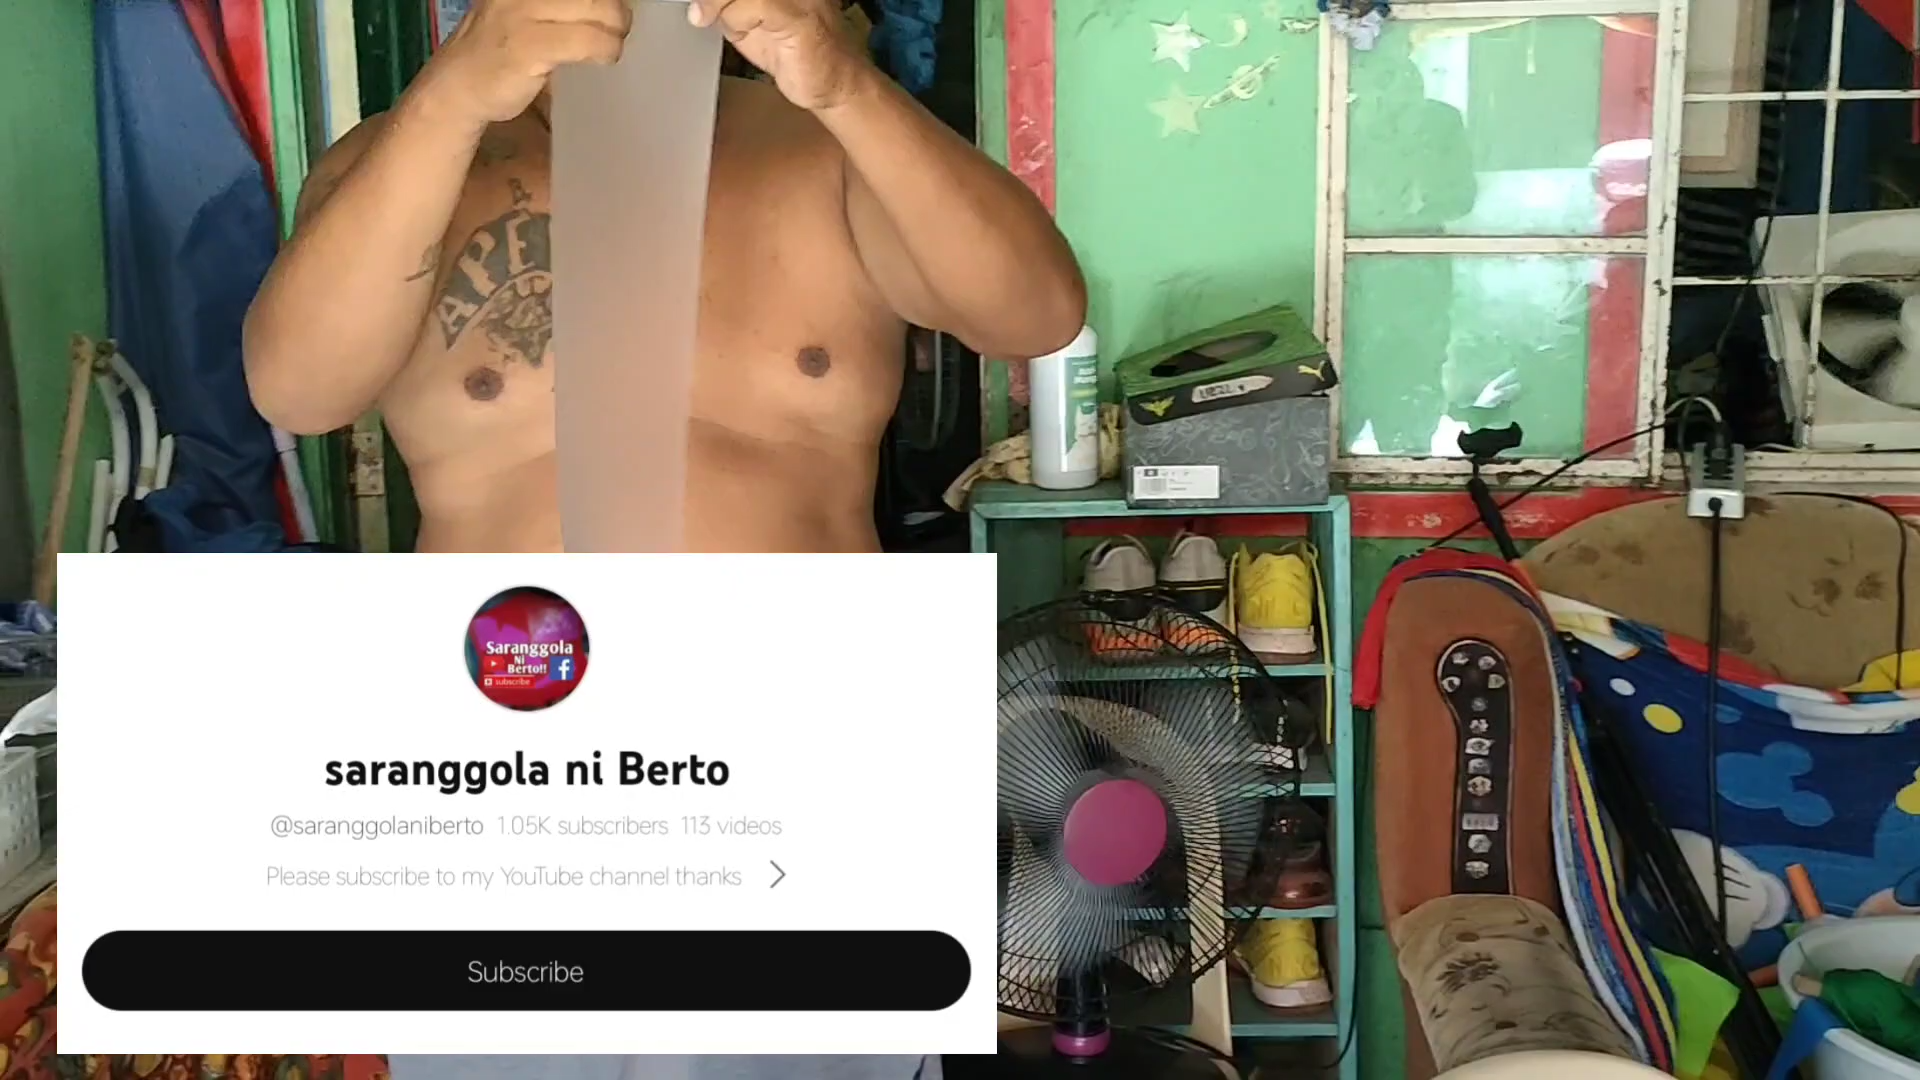 APE
Saranggola
Ni
Berto!!
subscribe
saranggola ni Berto
@saranggolaniberto 1.05K subscribers 113 videos
Please subscribe to my YouTube channel thanks
Subscribe